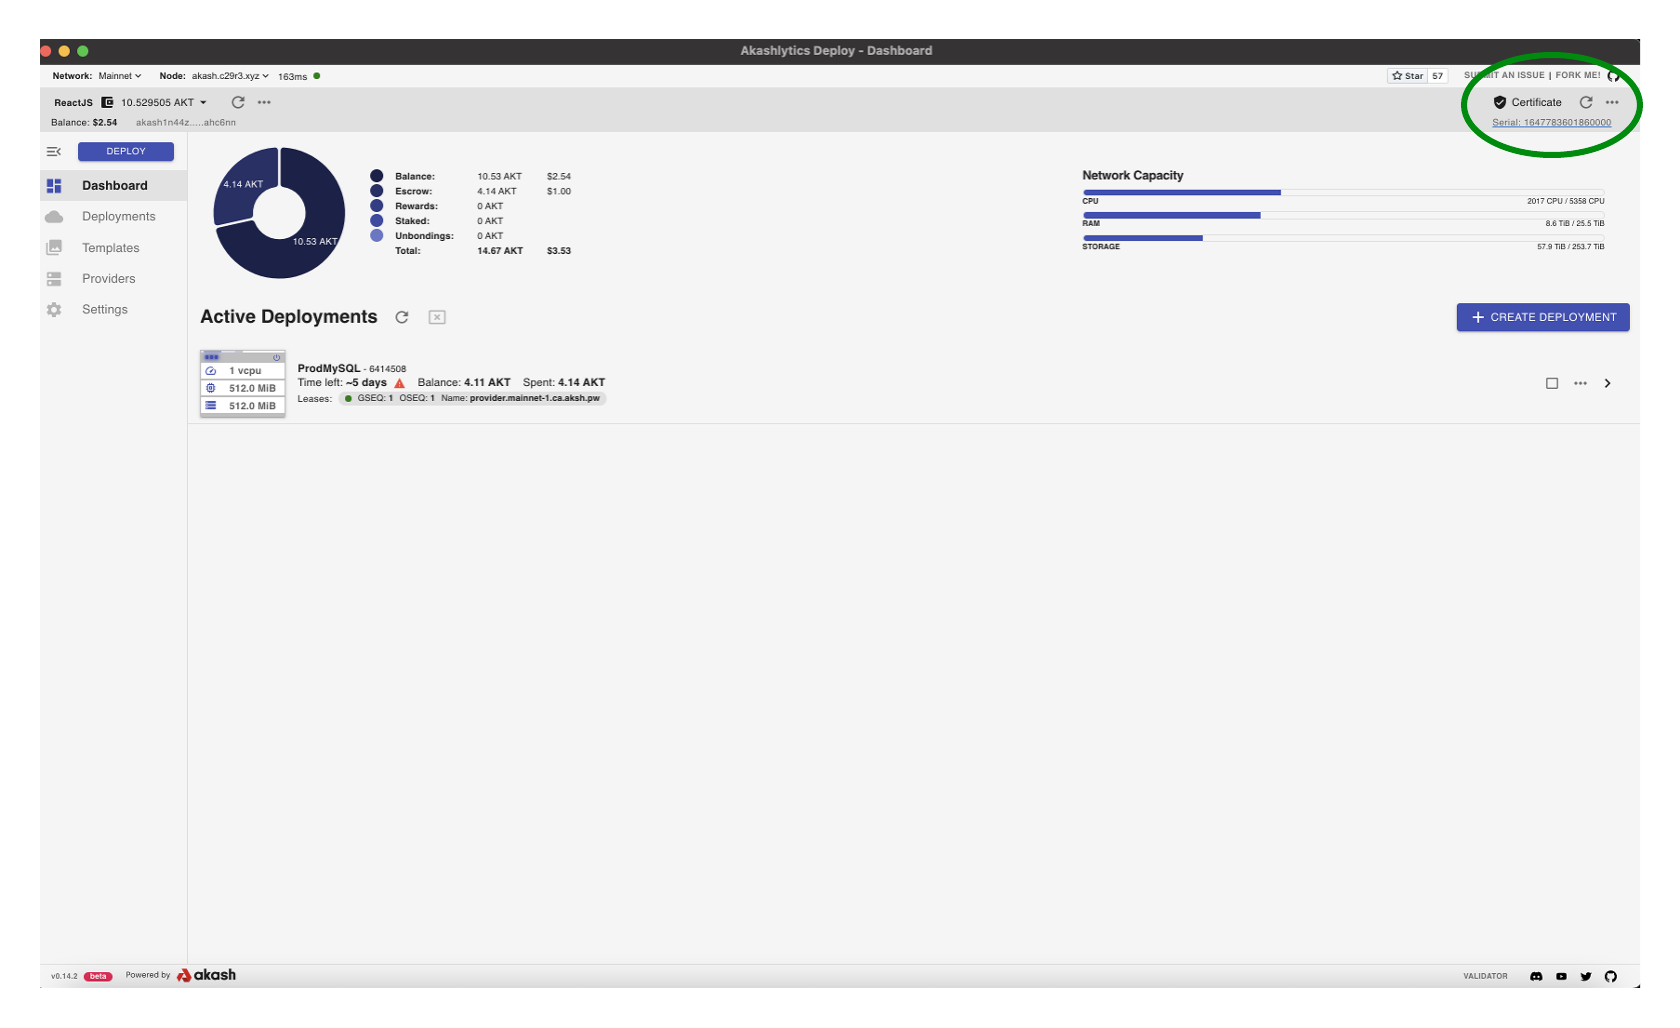 Akashlytics Deploy - Dashboard
Network: Mainnet Node: akash.c29r3.xyz 163ms
Star 57 SUBMIT AN ISSUE | FORK ME!
ReactJS 10.529505 AKT
Certificate
Balance: $2.54 akash1n44z.....ahc6nn
Serial: 1647783601860000
DEPLOY
Dashboard
Deployments
Templates
Providers
Settings
4.14 AKT
10.53 AKT
Balance: 10.53 AKT $2.54
Escrow: 4.14 AKT $1.00
Rewards: 0 AKT
Staked: 0 AKT
Unbondings: 0 AKT
Total: 14.67 AKT $3.53
Network Capacity
CPU 2017 CPU / 5358 CPU
RAM 8.6 TiB / 25.5 TiB
STORAGE 57.9 TiB / 253.7 TiB
Active Deployments
CREATE DEPLOYMENT
1 vcpu
512.0 MiB
512.0 MiB
ProdMySQL - 6414508
Time left: ~5 days Balance: 4.11 AKT Spent: 4.14 AKT
Leases: GSEQ: 1 OSEQ: 1 Name: provider.mainnet-1.ca.aksh.pw
v0.14.2 beta Powered by akash
VALIDATOR